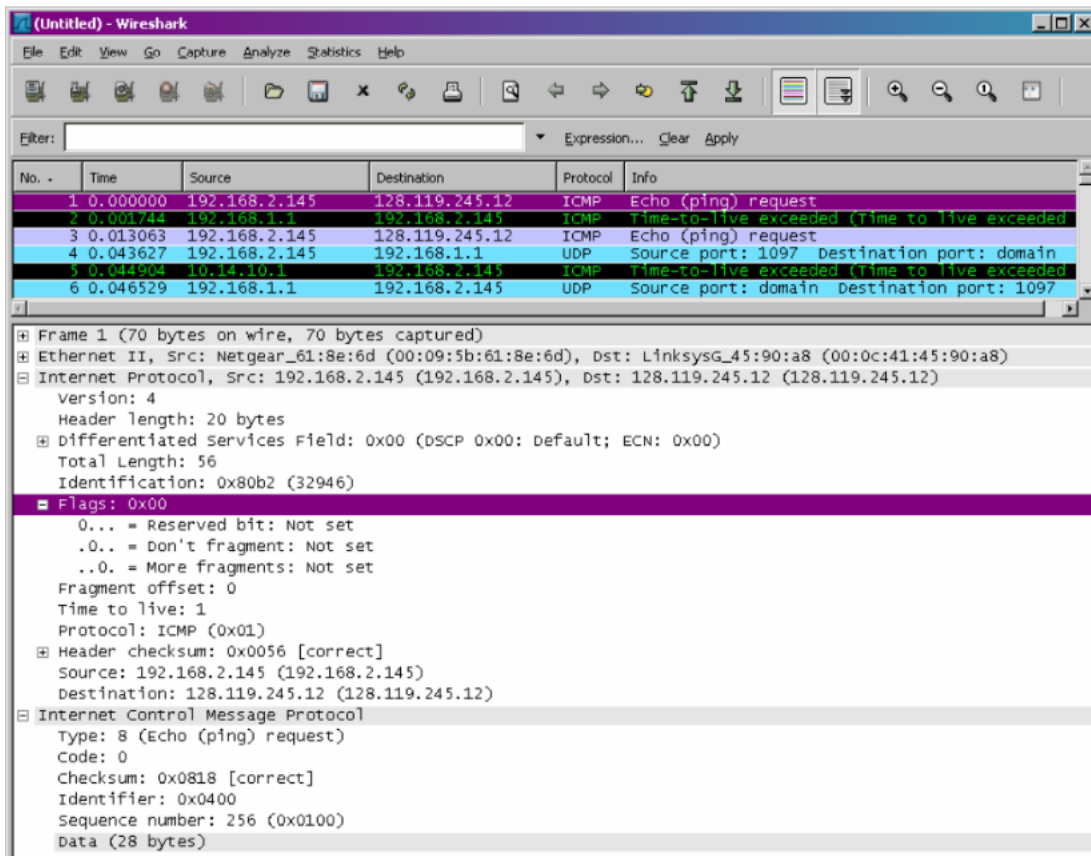 (Untitled) - Wireshark
File Edit View Go Capture Analyze Statistics Help
Filter: Expression... Clear Apply
No. Time Source Destination Protocol Info
1 0.000000 192.168.2.145 128.119.245.12 ICMP Echo (ping) request
2 0.001744 192.168.1.1 192.168.2.145 ICMP Time-to-live exceeded (Time to live exceeded
3 0.013063 192.168.2.145 128.119.245.12 ICMP Echo (ping) request
4 0.043627 192.168.2.145 192.168.1.1 UDP Source port: 1097 Destination port: domain
5 0.044904 10.14.10.1 192.168.2.145 ICMP Time-to-live exceeded (Time to live exceeded
6 0.046529 192.168.1.1 192.168.2.145 UDP Source port: domain Destination port: 1097
Frame 1 (70 bytes on wire, 70 bytes captured)
Ethernet II, Src: Netgear_61:8e:6d (00:09:5b:61:8e:6d), Dst: LinksysG_45:90:a8 (00:0c:41:45:90:a8)
Internet Protocol, Src: 192.168.2.145 (192.168.2.145), Dst: 128.119.245.12 (128.119.245.12)
Version: 4
Header length: 20 bytes
Differentiated Services Field: 0x00 (DSCP 0x00: Default; ECN: 0x00)
Total Length: 56
Identification: 0x80b2 (32946)
Flags: 0x00
0... = Reserved bit: Not set
.0.. = Don't fragment: Not set
..0. = More fragments: Not set
Fragment offset: 0
Time to live: 1
Protocol: ICMP (0x01)
Header checksum: 0x0056 [correct]
Source: 192.168.2.145 (192.168.2.145)
Destination: 128.119.245.12 (128.119.245.12)
Internet Control Message Protocol
Type: 8 (Echo (ping) request)
Code: 0
Checksum: 0x0818 [correct]
Identifier: 0x0400
Sequence number: 256 (0x0100)
Data (28 bytes)